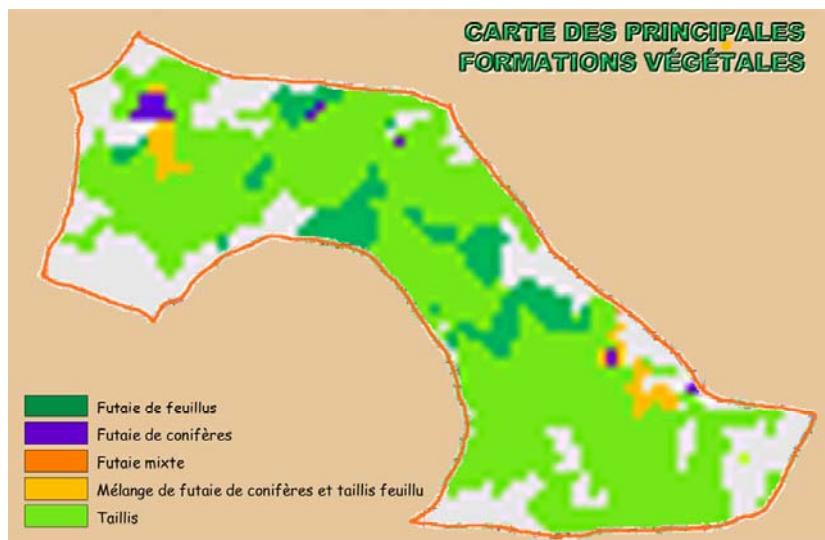 CARTE DES PRINCIPALES
FORMATIONS VÉGÉTALES
Futaie de feuillus
Futaie de conifères
Futaie mixte
Mélange de futaie de conifères et taillis feuillu
Taillis